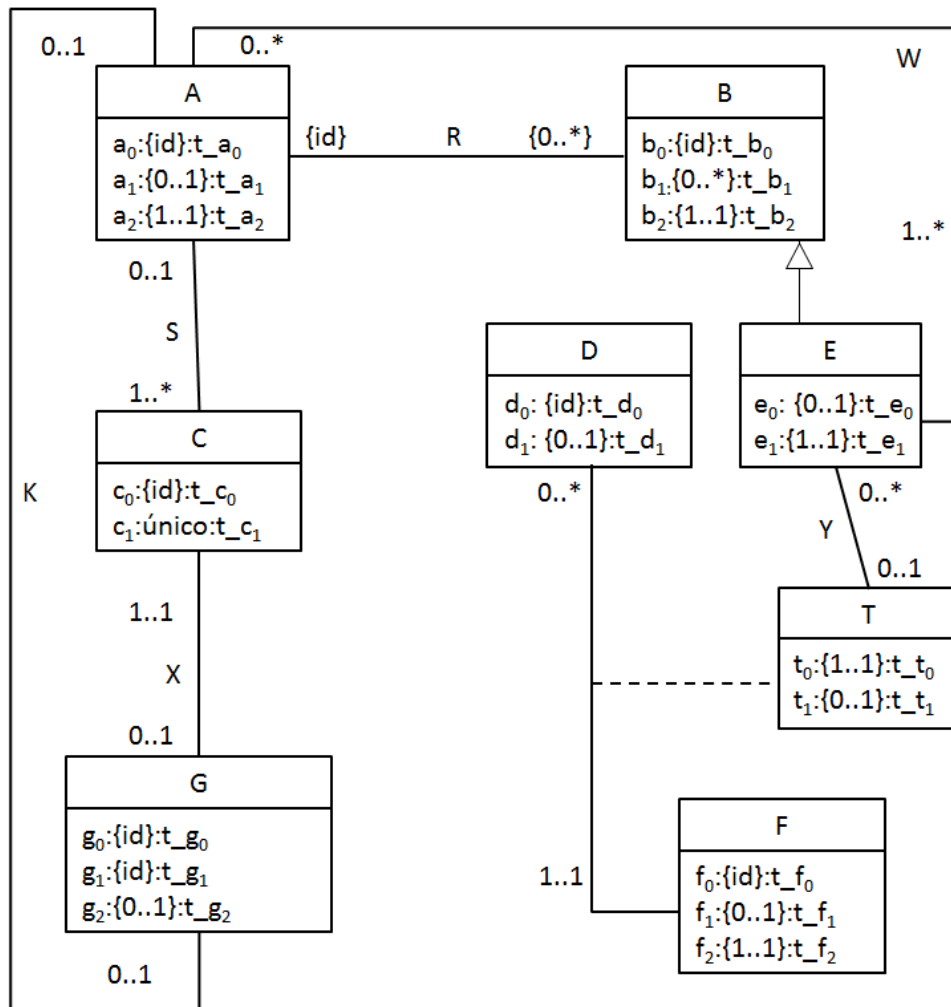 0..1
0..*
W
A
a₀:{id}:t_a₀
a₁:{0..1}:t_a₁
a₂:{1..1}:t_a₂
{id} R {0..*}
B
b₀:{id}:t_b₀
b₁:{0..*}:t_b₁
b₂:{1..1}:t_b₂
1..*
0..1
S
1..*
D
d₀: {id}:t_d₀
d₁: {0..1}:t_d₁
E
e₀: {0..1}:t_e₀
e₁:{1..1}:t_e₁
C
c₀:{id}:t_c₀
c₁:único:t_c₁
K
0..*
0..*
Y
0..1
T
t₀:{1..1}:t_t₀
t₁:{0..1}:t_t₁
1..1
X
0..1
G
g₀:{id}:t_g₀
g₁:{id}:t_g₁
g₂:{0..1}:t_g₂
0..1
1..1
F
f₀:{id}:t_f₀
f₁:{0..1}:t_f₁
f₂:{1..1}:t_f₂